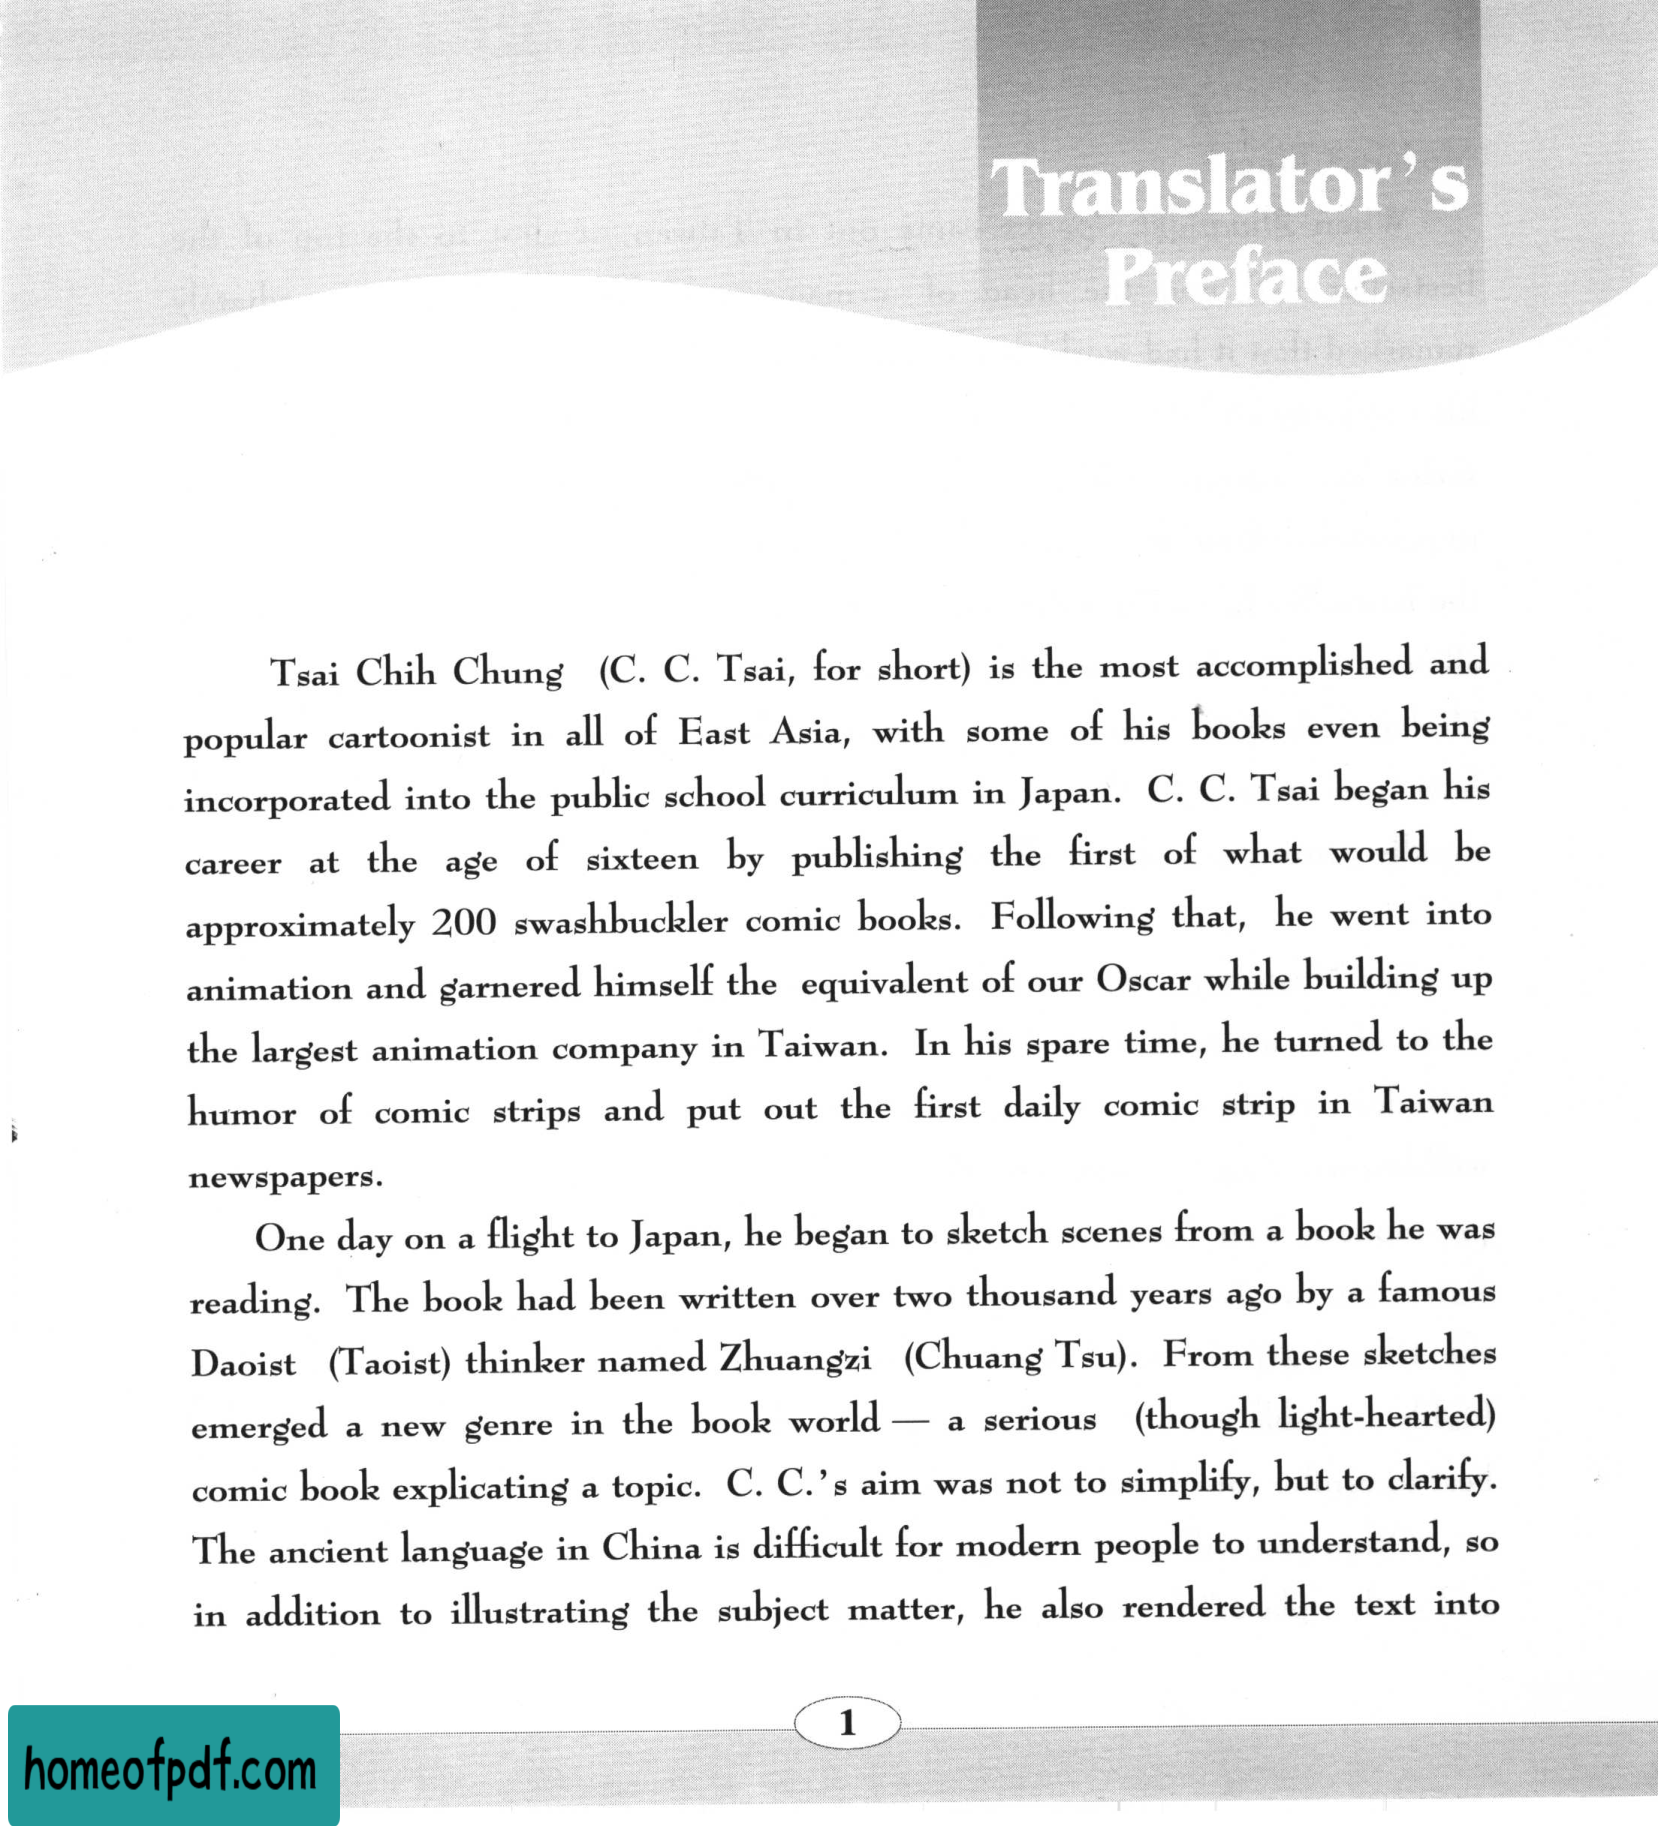 Translator's
Preface
Tsai Chih Chung (C. C. Tsai, for short) is the most accomplished and
popular cartoonist in all of East Asia, with some of his books even being
incorporated into the public school curriculum in Japan. C. C. Tsai began his
career at the age of sixteen by publishing the first of what would be
approximately 200 swashbuckler comic books. Following that, he went into
animation and garnered himself the equivalent of our Oscar while building up
the largest animation company in Taiwan. In his spare time, he turned to the
humor of comic strips and put out the first daily comic strip in Taiwan
newspapers.
One day on a flight to Japan, he began to sketch scenes from a book he was
reading. The book had been written over two thousand years ago by a famous
Daoist (Taoist) thinker named Zhuangzi (Chuang Tsu). From these sketches
emerged a new genre in the book world — a serious (though light-hearted)
comic book explicating a topic. C. C.'s aim was not to simplify, but to clarify.
The ancient language in China is difficult for modern people to understand, so
in addition to illustrating the subject matter, he also rendered the text into
1
homeofpdf.com